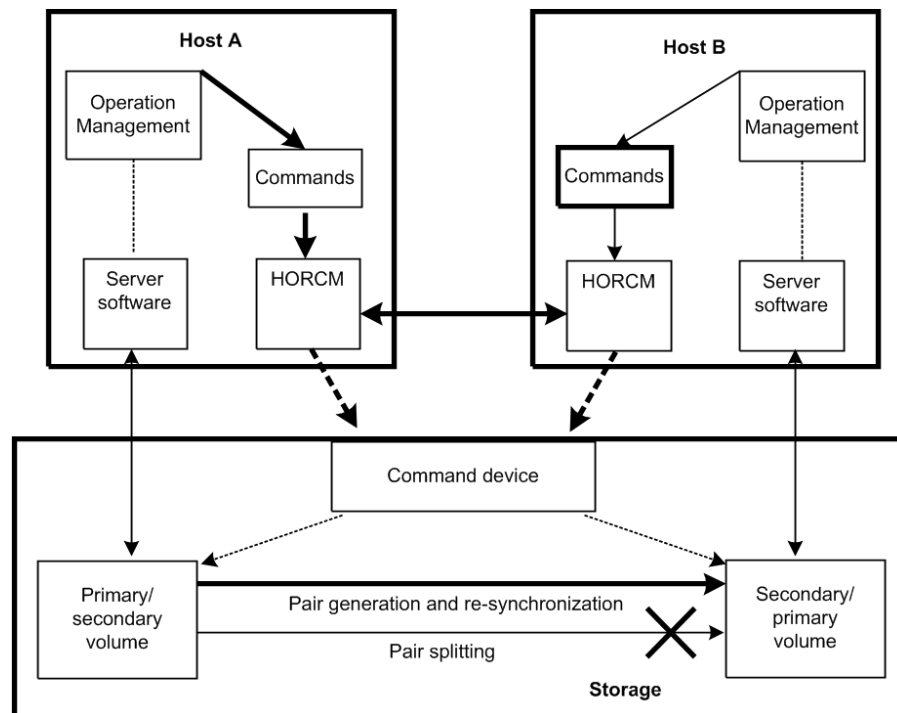 Host A
Operation
Management
Commands
Server
software
HORCM
Host B
Operation
Management
Commands
HORCM
Server
software
Command device
Primary/
secondary
volume
Pair generation and re-synchronization
Pair splitting
Secondary/
primary
volume
Storage